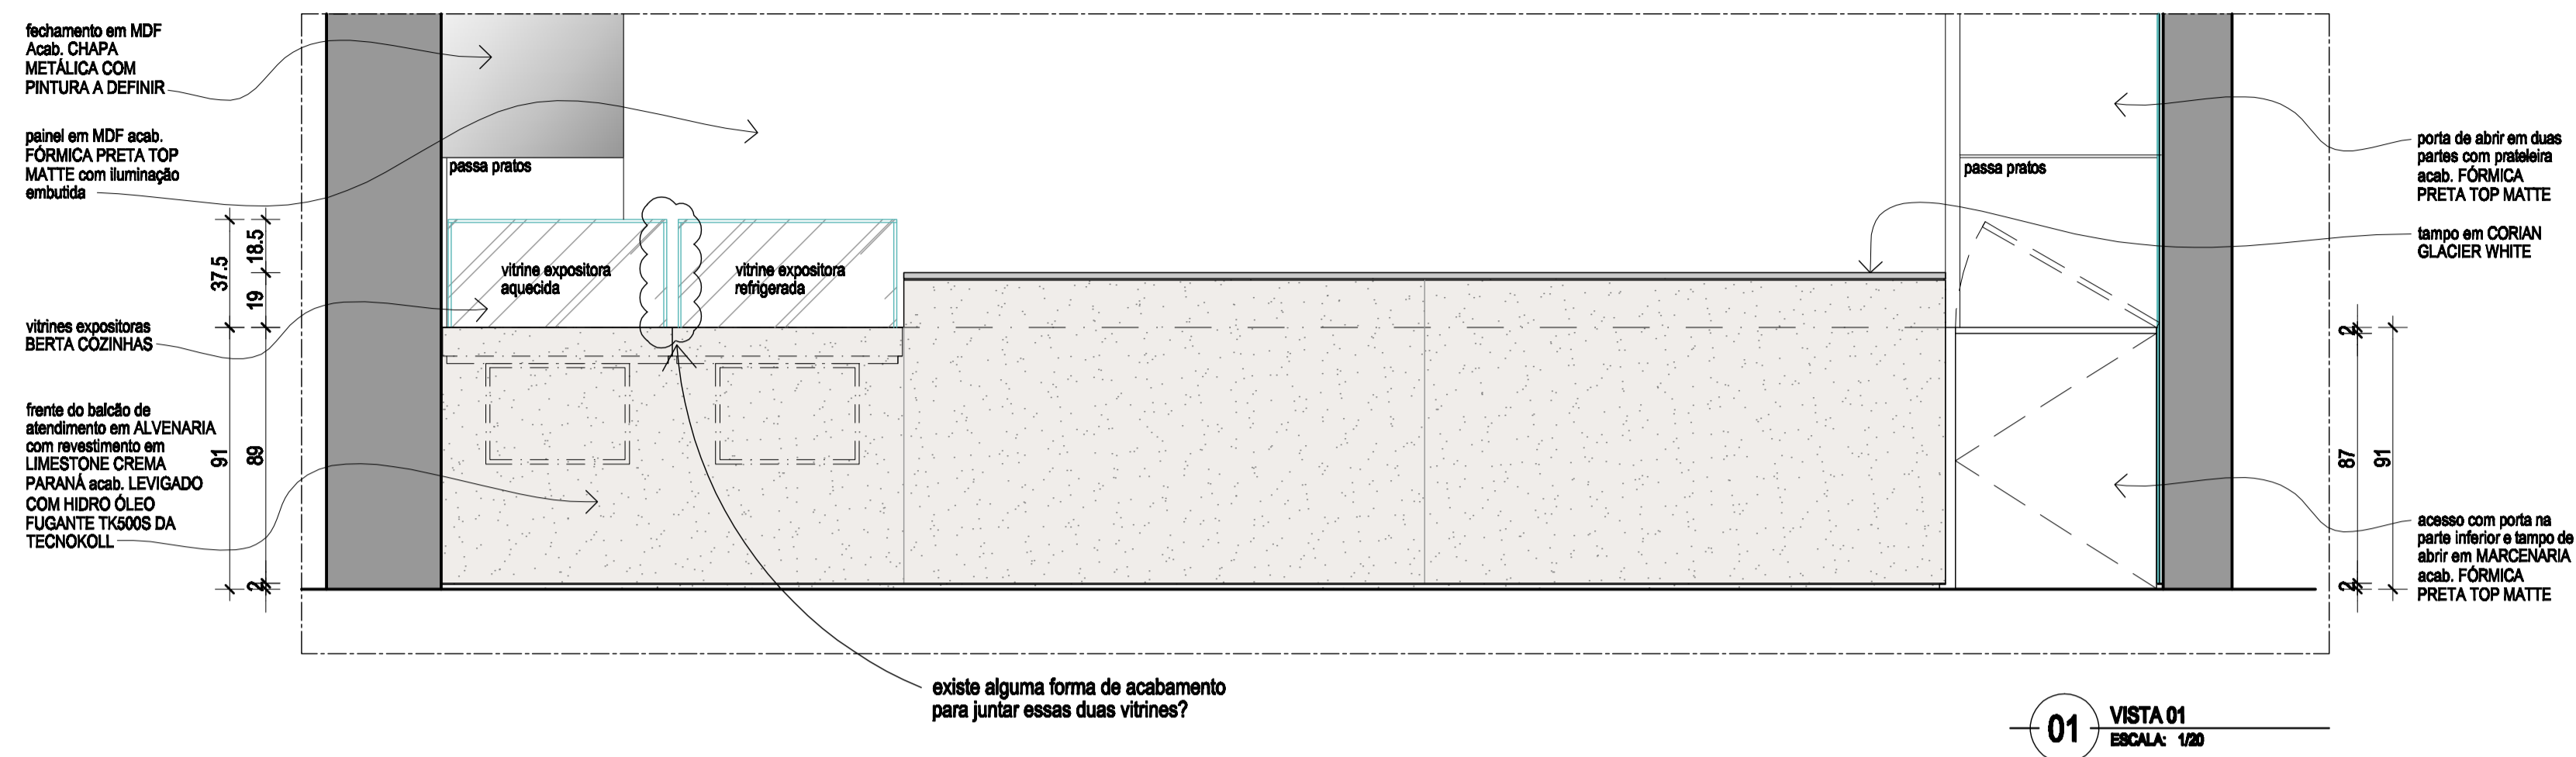 fechamento em MDF
Acab. CHAPA
METÁLICA COM
PINTURA A DEFINIR
painel em MDF acab.
FÓRMICA PRETA TOP
MATTE com iluminação
embutida
37.5
18.5
19
vitrines expositoras
BERTA COZINHAS
frente do balcão de
atendimento em ALVENARIA
com revestimento em
LIMESTONE CREMA
PARANÁ acab. LEVIGADO
COM HIDRO ÓLEO
FUGANTE TK500S DA
TECNOKOLL
91
89
2
passa pratos
vitrine expositora
aquecida
vitrine expositora
refrigerada
passa pratos
porta de abrir em duas
partes com prateleira
acab. FÓRMICA
PRETA TOP MATTE
tampo em CORIAN
GLACIER WHITE
2
87
91
2
acesso com porta na
parte inferior e tampo de
abrir em MARCENARIA
acab. FÓRMICA
PRETA TOP MATTE
existe alguma forma de acabamento
para juntar essas duas vitrines?
01
VISTA 01
ESCALA: 1/20